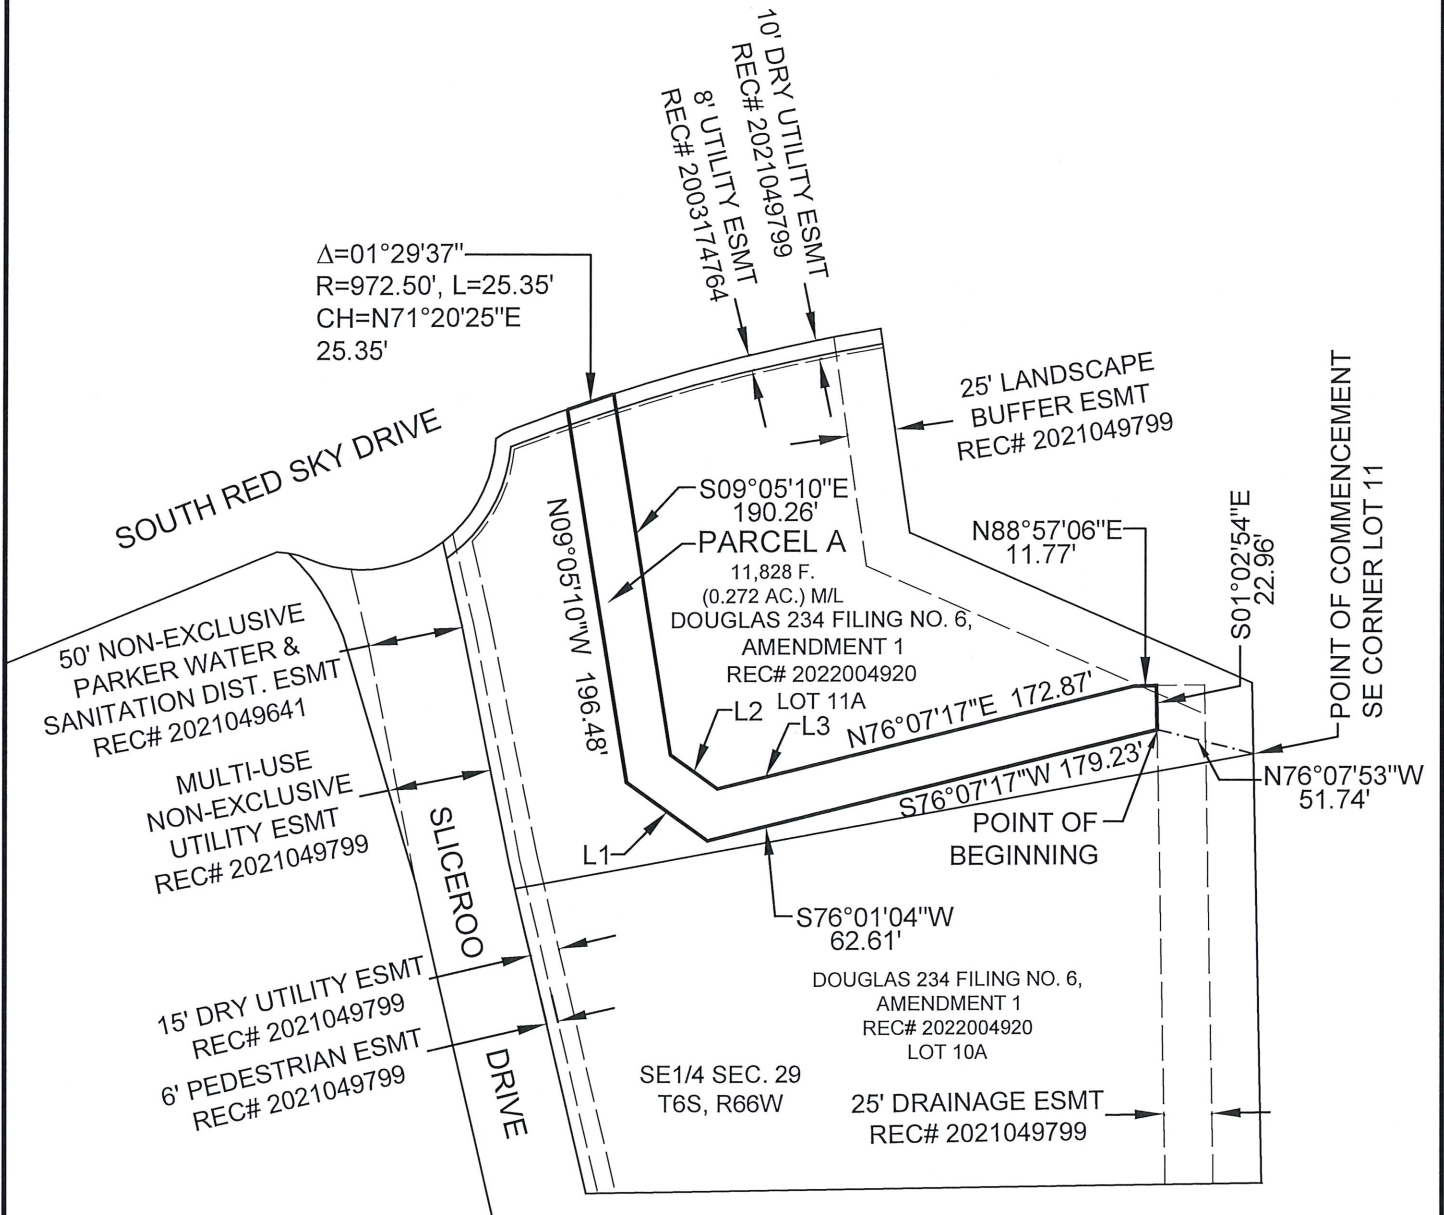 10' DRY UTILITY ESMT
REC# 2021049799
8' UTILITY ESMT
REC# 2003174764
Δ=01°29'37"
R=972.50', L=25.35'
CH=N71°20'25"E
25.35'
25' LANDSCAPE
BUFFER ESMT
REC# 2021049799
SOUTH RED SKY DRIVE
S09°05'10"E
190.26'
PARCEL A
11,828 F.
(0.272 AC.) M/L
DOUGLAS 234 FILING NO. 6,
AMENDMENT 1
REC# 2022004920
LOT 11A
N09°05'10"W 196.48'
N88°57'06"E
11.77'
S01°02'54"E
22.96'
POINT OF COMMENCEMENT
SE CORNER LOT 11
50' NON-EXCLUSIVE
PARKER WATER &
SANITATION DIST. ESMT
REC# 2021049641
L2
L3
N76°07'17"E 172.87'
S76°07'17"W 179.23'
N76°07'53"W
51.74'
MULTI-USE
NON-EXCLUSIVE
UTILITY ESMT
REC# 2021049799
POINT OF
BEGINNING
L1
SLICEROO
DRIVE
S76°01'04"W
62.61'
15' DRY UTILITY ESMT
REC# 2021049799
6' PEDESTRIAN ESMT
REC# 2021049799
DOUGLAS 234 FILING NO. 6,
AMENDMENT 1
REC# 2022004920
LOT 10A
SE1/4 SEC. 29
T6S, R66W
25' DRAINAGE ESMT
REC# 2021049799